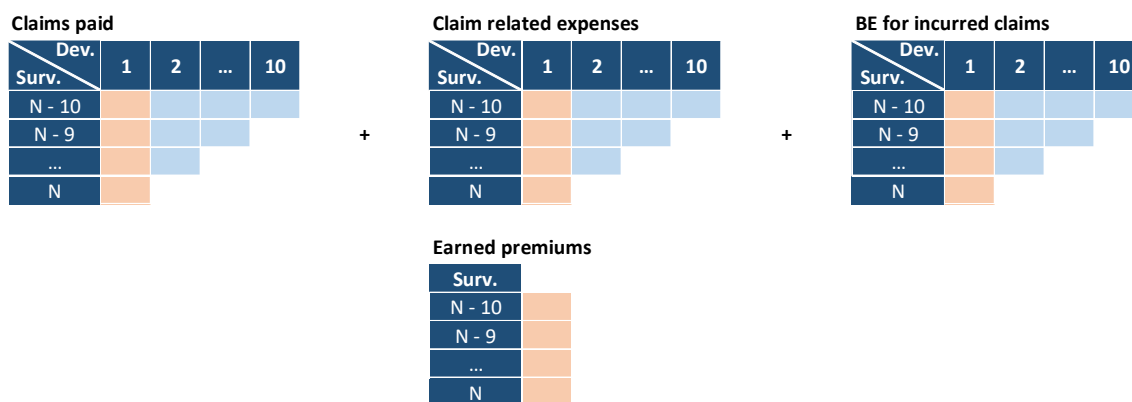 Claims paid
Dev.
Surv.
1 2 ... 10
N - 10
N - 9
...
N
+
Claim related expenses
Dev.
Surv.
1 2 ... 10
N - 10
N - 9
...
N
+
BE for incurred claims
Dev.
Surv.
1 2 ... 10
N - 10
N - 9
...
N
Earned premiums
Surv.
N - 10
N - 9
...
N